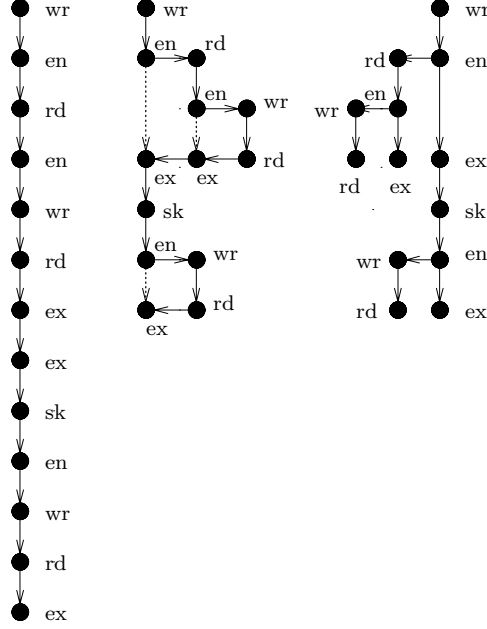 wr wr wr
en en rd rd en
rd en wr wr en
en ex ex rd rd ex ex
wr sk sk
rd en wr wr en
ex ex rd rd ex
ex
sk
en
wr
rd
ex